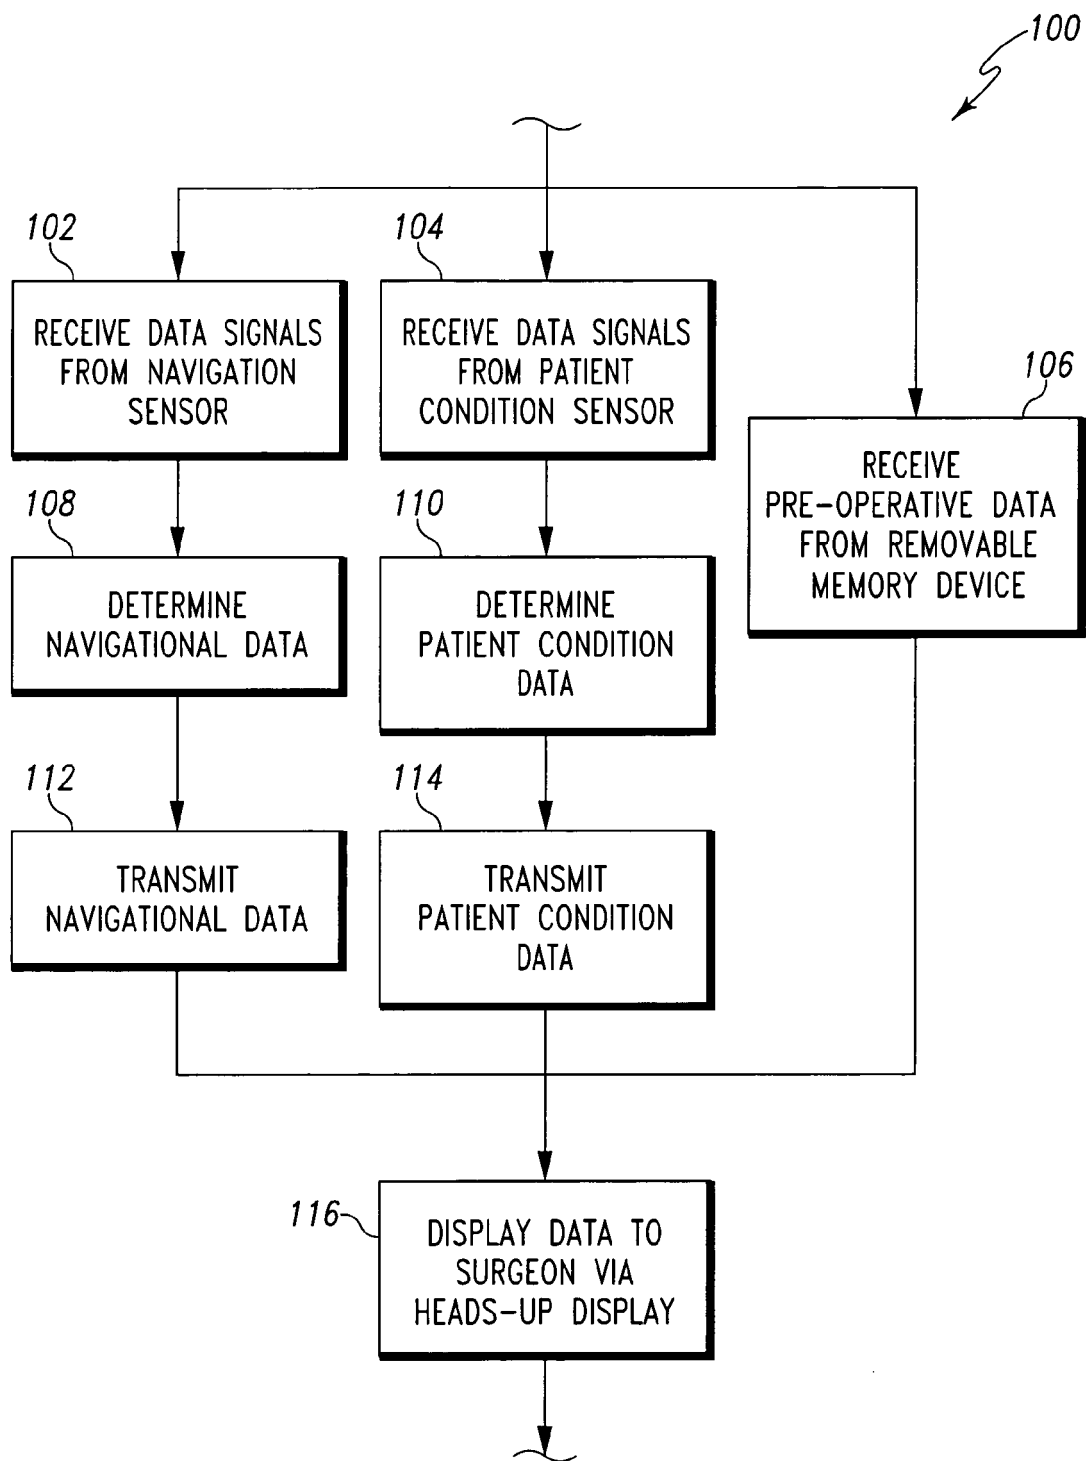 100
102
RECEIVE DATA SIGNALS
FROM NAVIGATION
SENSOR
104
RECEIVE DATA SIGNALS
FROM PATIENT
CONDITION SENSOR
106
RECEIVE
PRE-OPERATIVE DATA
FROM REMOVABLE
MEMORY DEVICE
108
DETERMINE
NAVIGATIONAL DATA
110
DETERMINE
PATIENT CONDITION
DATA
112
TRANSMIT
NAVIGATIONAL DATA
114
TRANSMIT
PATIENT CONDITION
DATA
116
DISPLAY DATA TO
SURGEON VIA
HEADS-UP DISPLAY